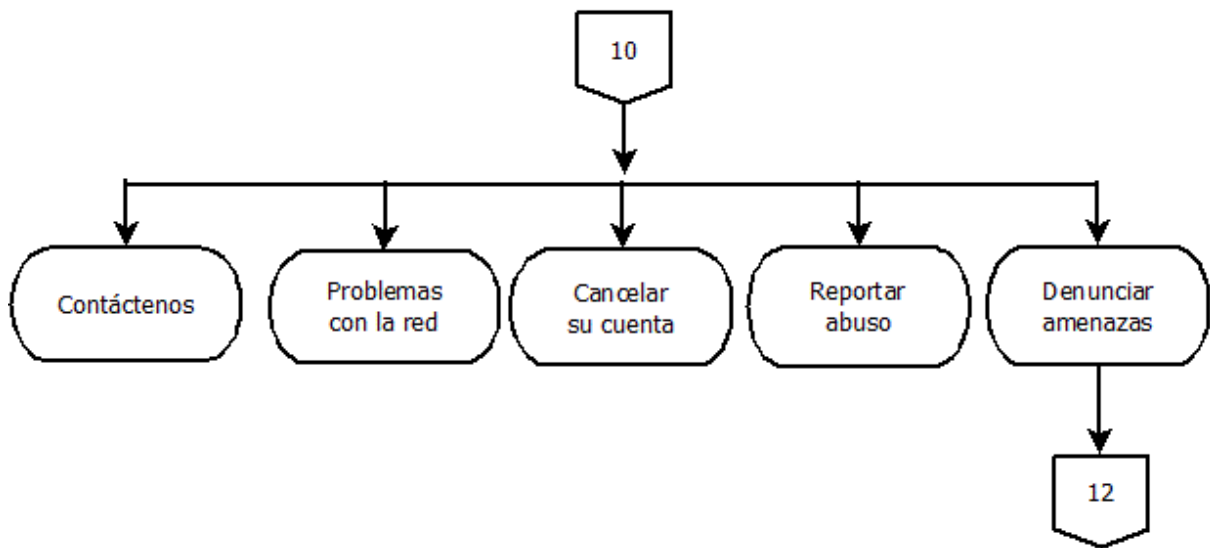 10
Contáctenos
Problemas
con la red
Cancelar
su cuenta
Reportar
abuso
Denunciar
amenazas
12